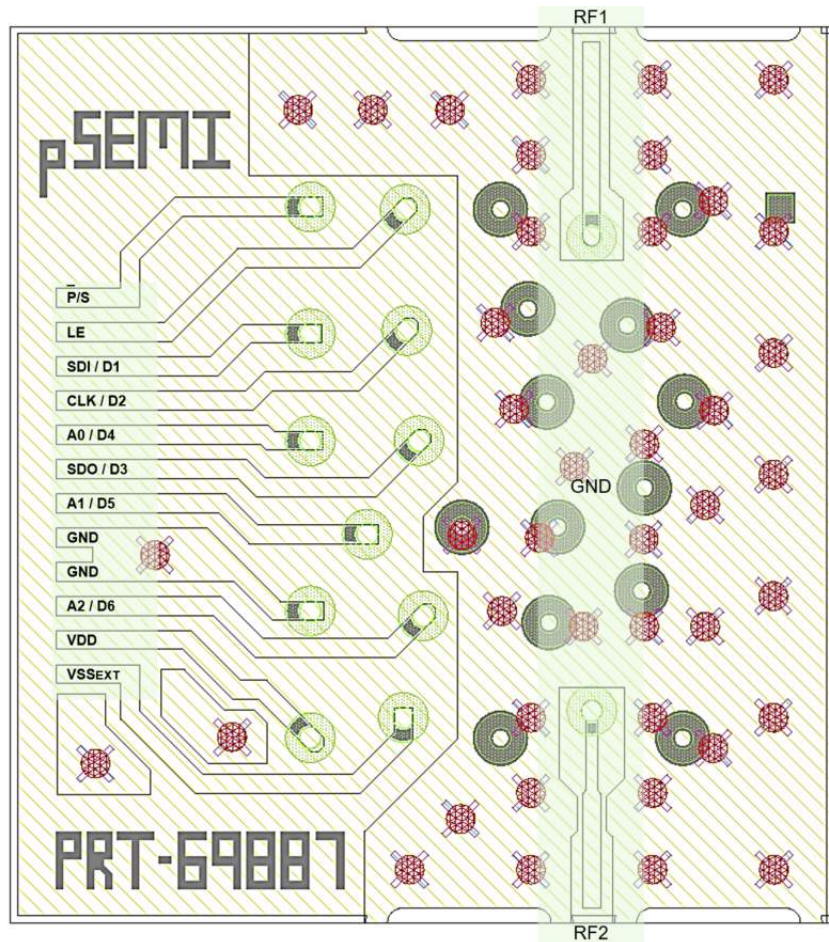 RF1
pSEMI
P̅/S
LE
SDI / D1
CLK / D2
A0 / D4
SDO / D3
A1 / D5
GND
GND
GND
A2 / D6
VDD
VSSEXT
PRT-69887
RF2